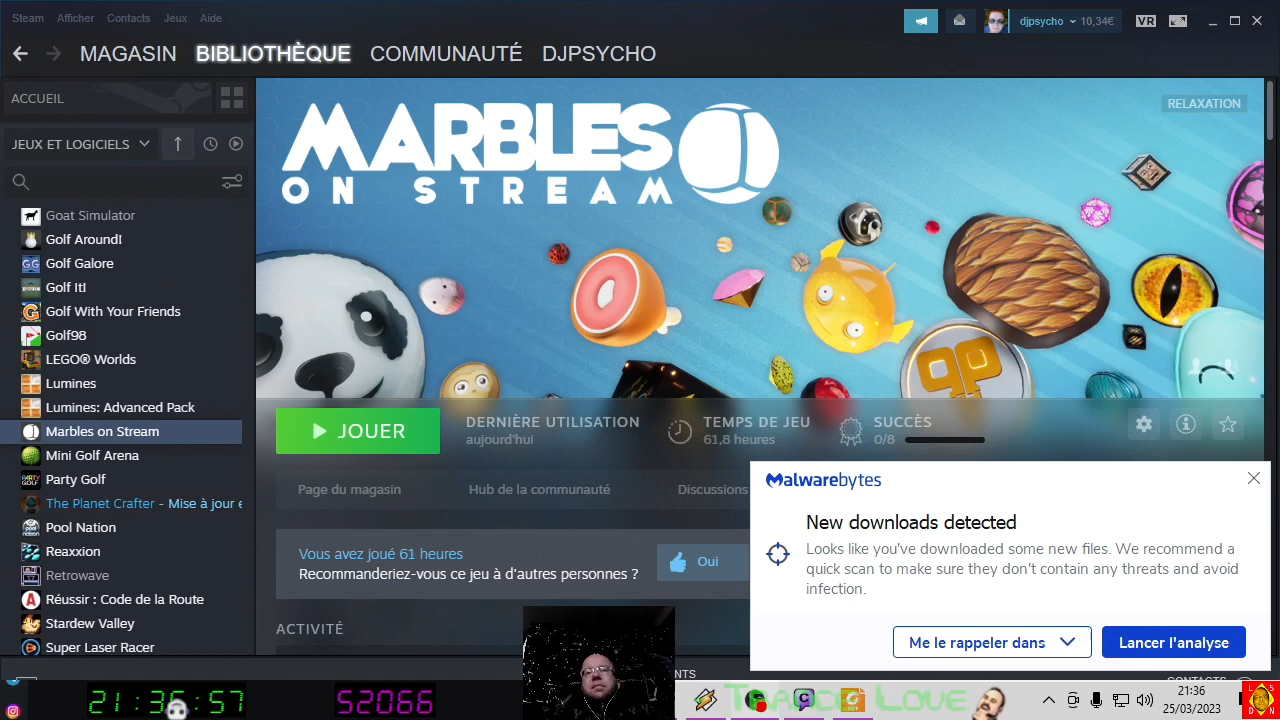 Steam Afficher Contacts Jeux Aide
djpsycho 10,34€ VR
MAGASIN BIBLIOTHÈQUE COMMUNAUTÉ DJPSYCHO
ACCUEIL
JEUX ET LOGICIELS
Goat Simulator
Golf Around!
Golf Galore
Golf It!
Golf With Your Friends
Golf98
LEGO® Worlds
Lumines
Lumines: Advanced Pack
Marbles on Stream
Mini Golf Arena
Party Golf
The Planet Crafter - Mise à jour e
Pool Nation
Reaxxion
Retrowave
Réussir : Code de la Route
Stardew Valley
Super Laser Racer
RELAXATION
MARBLES
ON STREAM
JOUER
DERNIÈRE UTILISATION
aujourd'hui
TEMPS DE JEU
61,8 heures
SUCCÈS
0/8
Page du magasin Hub de la communauté Discussions
Vous avez joué 61 heures
Recommanderiez-vous ce jeu à d'autres personnes ?
Oui
ACTIVITÉ
Malwarebytes
New downloads detected
Looks like you've downloaded some new files. We recommend a
quick scan to make sure they don't contain any threats and avoid
infection.
Me le rappeler dans
Lancer l'analyse
21:36:57
52066
Trance Love
21:36
25/03/2023